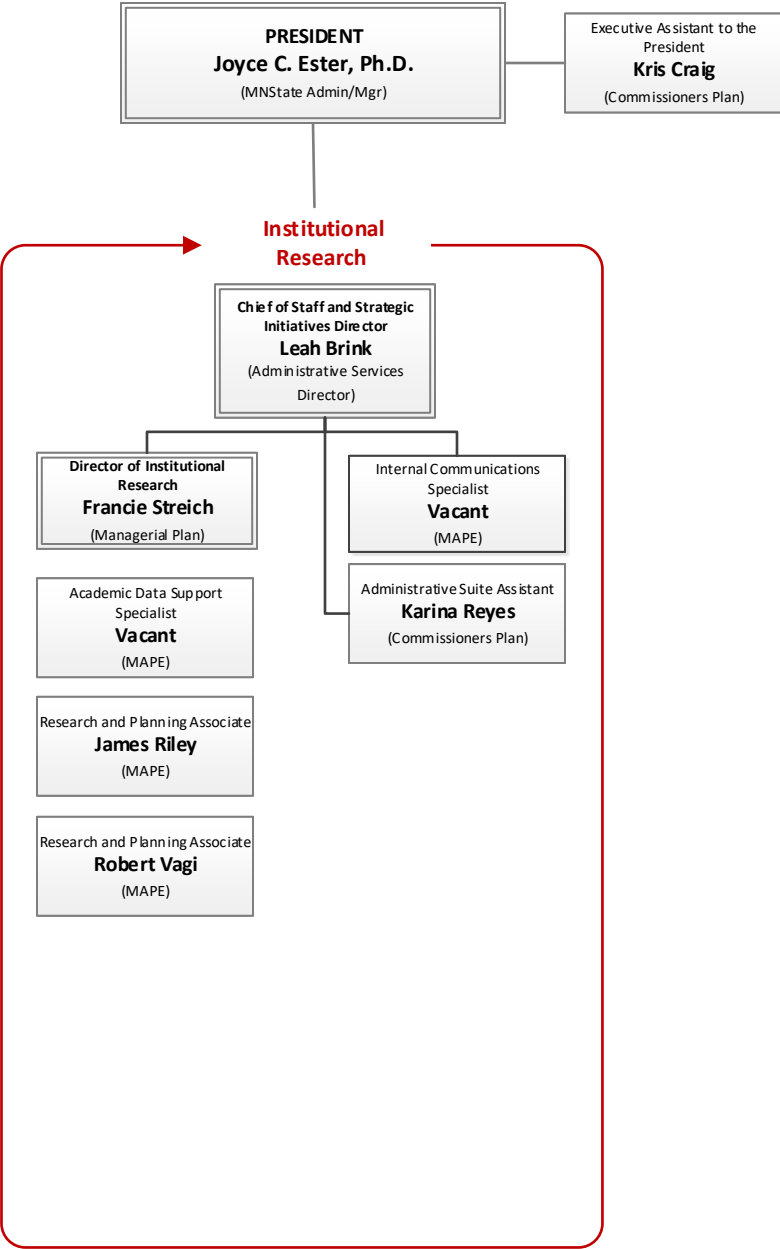 PRESIDENT
Joyce C. Ester, Ph.D.
(MNState Admin/Mgr)
Executive Assistant to the
President
Kris Craig
(Commissioners Plan)
Institutional
Research
Chief of Staff and Strategic
Initiatives Director
Leah Brink
(Administrative Services
Director)
Director of Institutional
Research
Francie Streich
(Managerial Plan)
Internal Communications
Specialist
Vacant
(MAPE)
Academic Data Support
Specialist
Vacant
(MAPE)
Administrative Suite Assistant
Karina Reyes
(Commissioners Plan)
Research and Planning Associate
James Riley
(MAPE)
Research and Planning Associate
Robert Vagi
(MAPE)